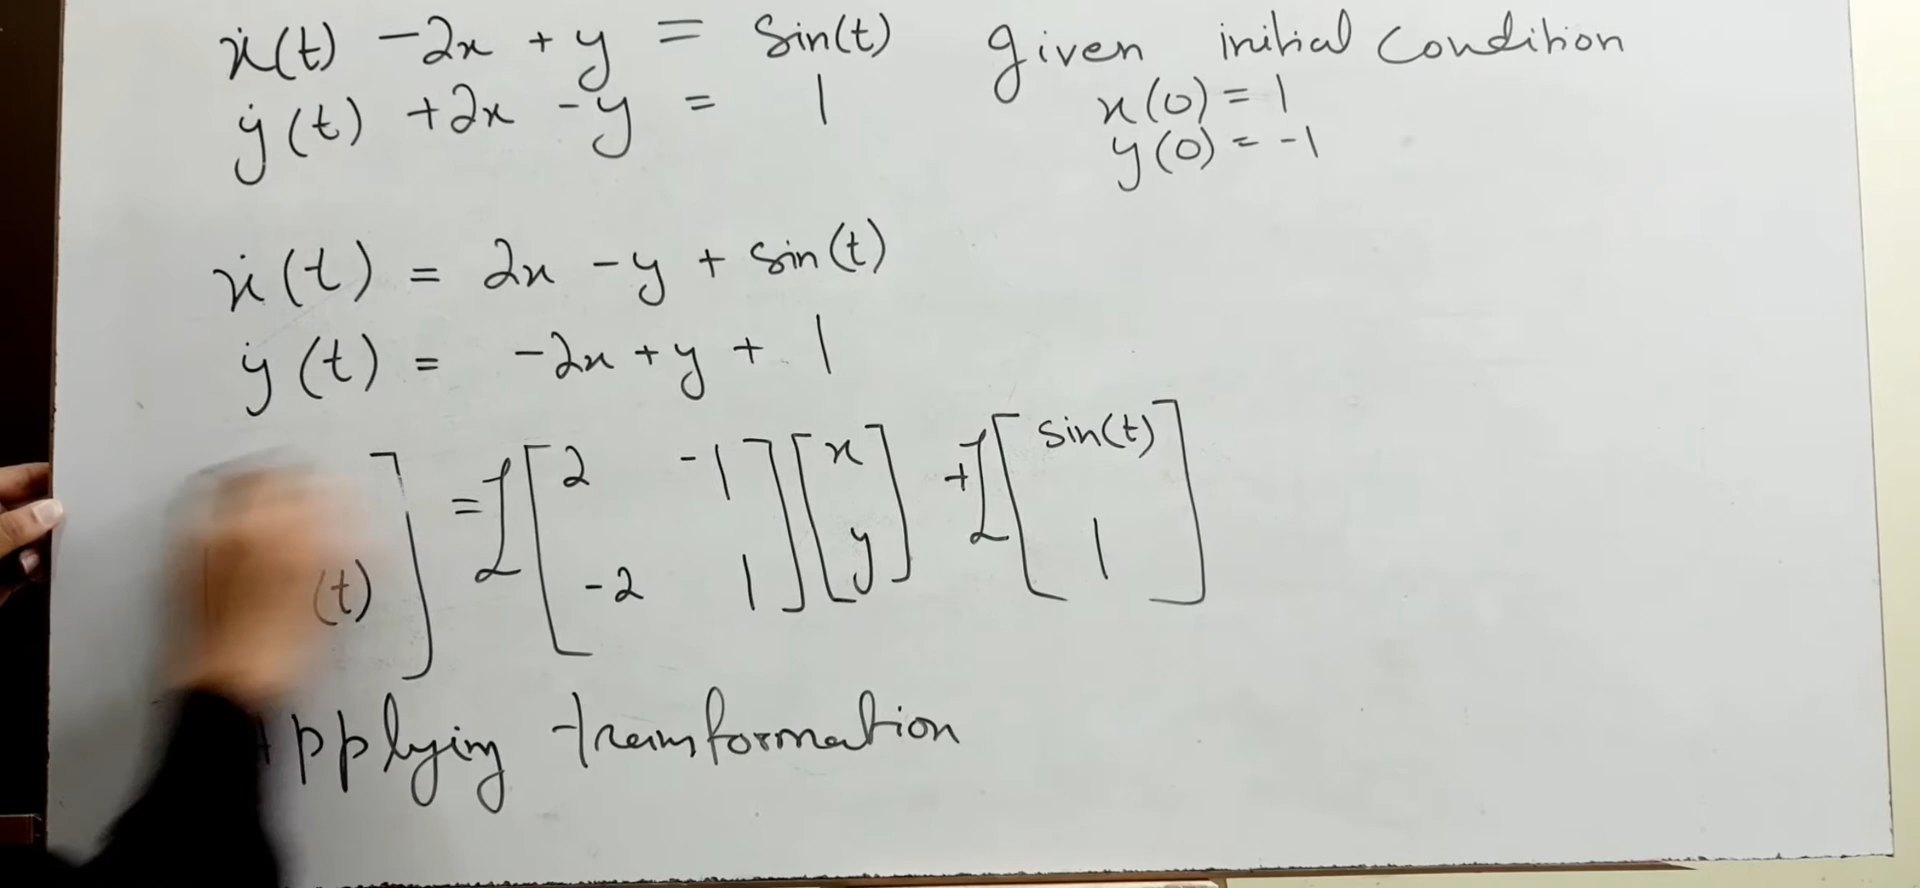 ẋ(t) -2x + y = Sin(t) given initial condition
ẏ(t) +2x -y = 1 x(0) = 1
y(0) = -1
ẋ(t) = 2x - y + sin(t)
ẏ(t) = -2x + y + 1
(t) ] = ℒ [ 2 -1 -2 1 ] [ x y ] + ℒ [ sin(t) 1 ]
Applying transformation